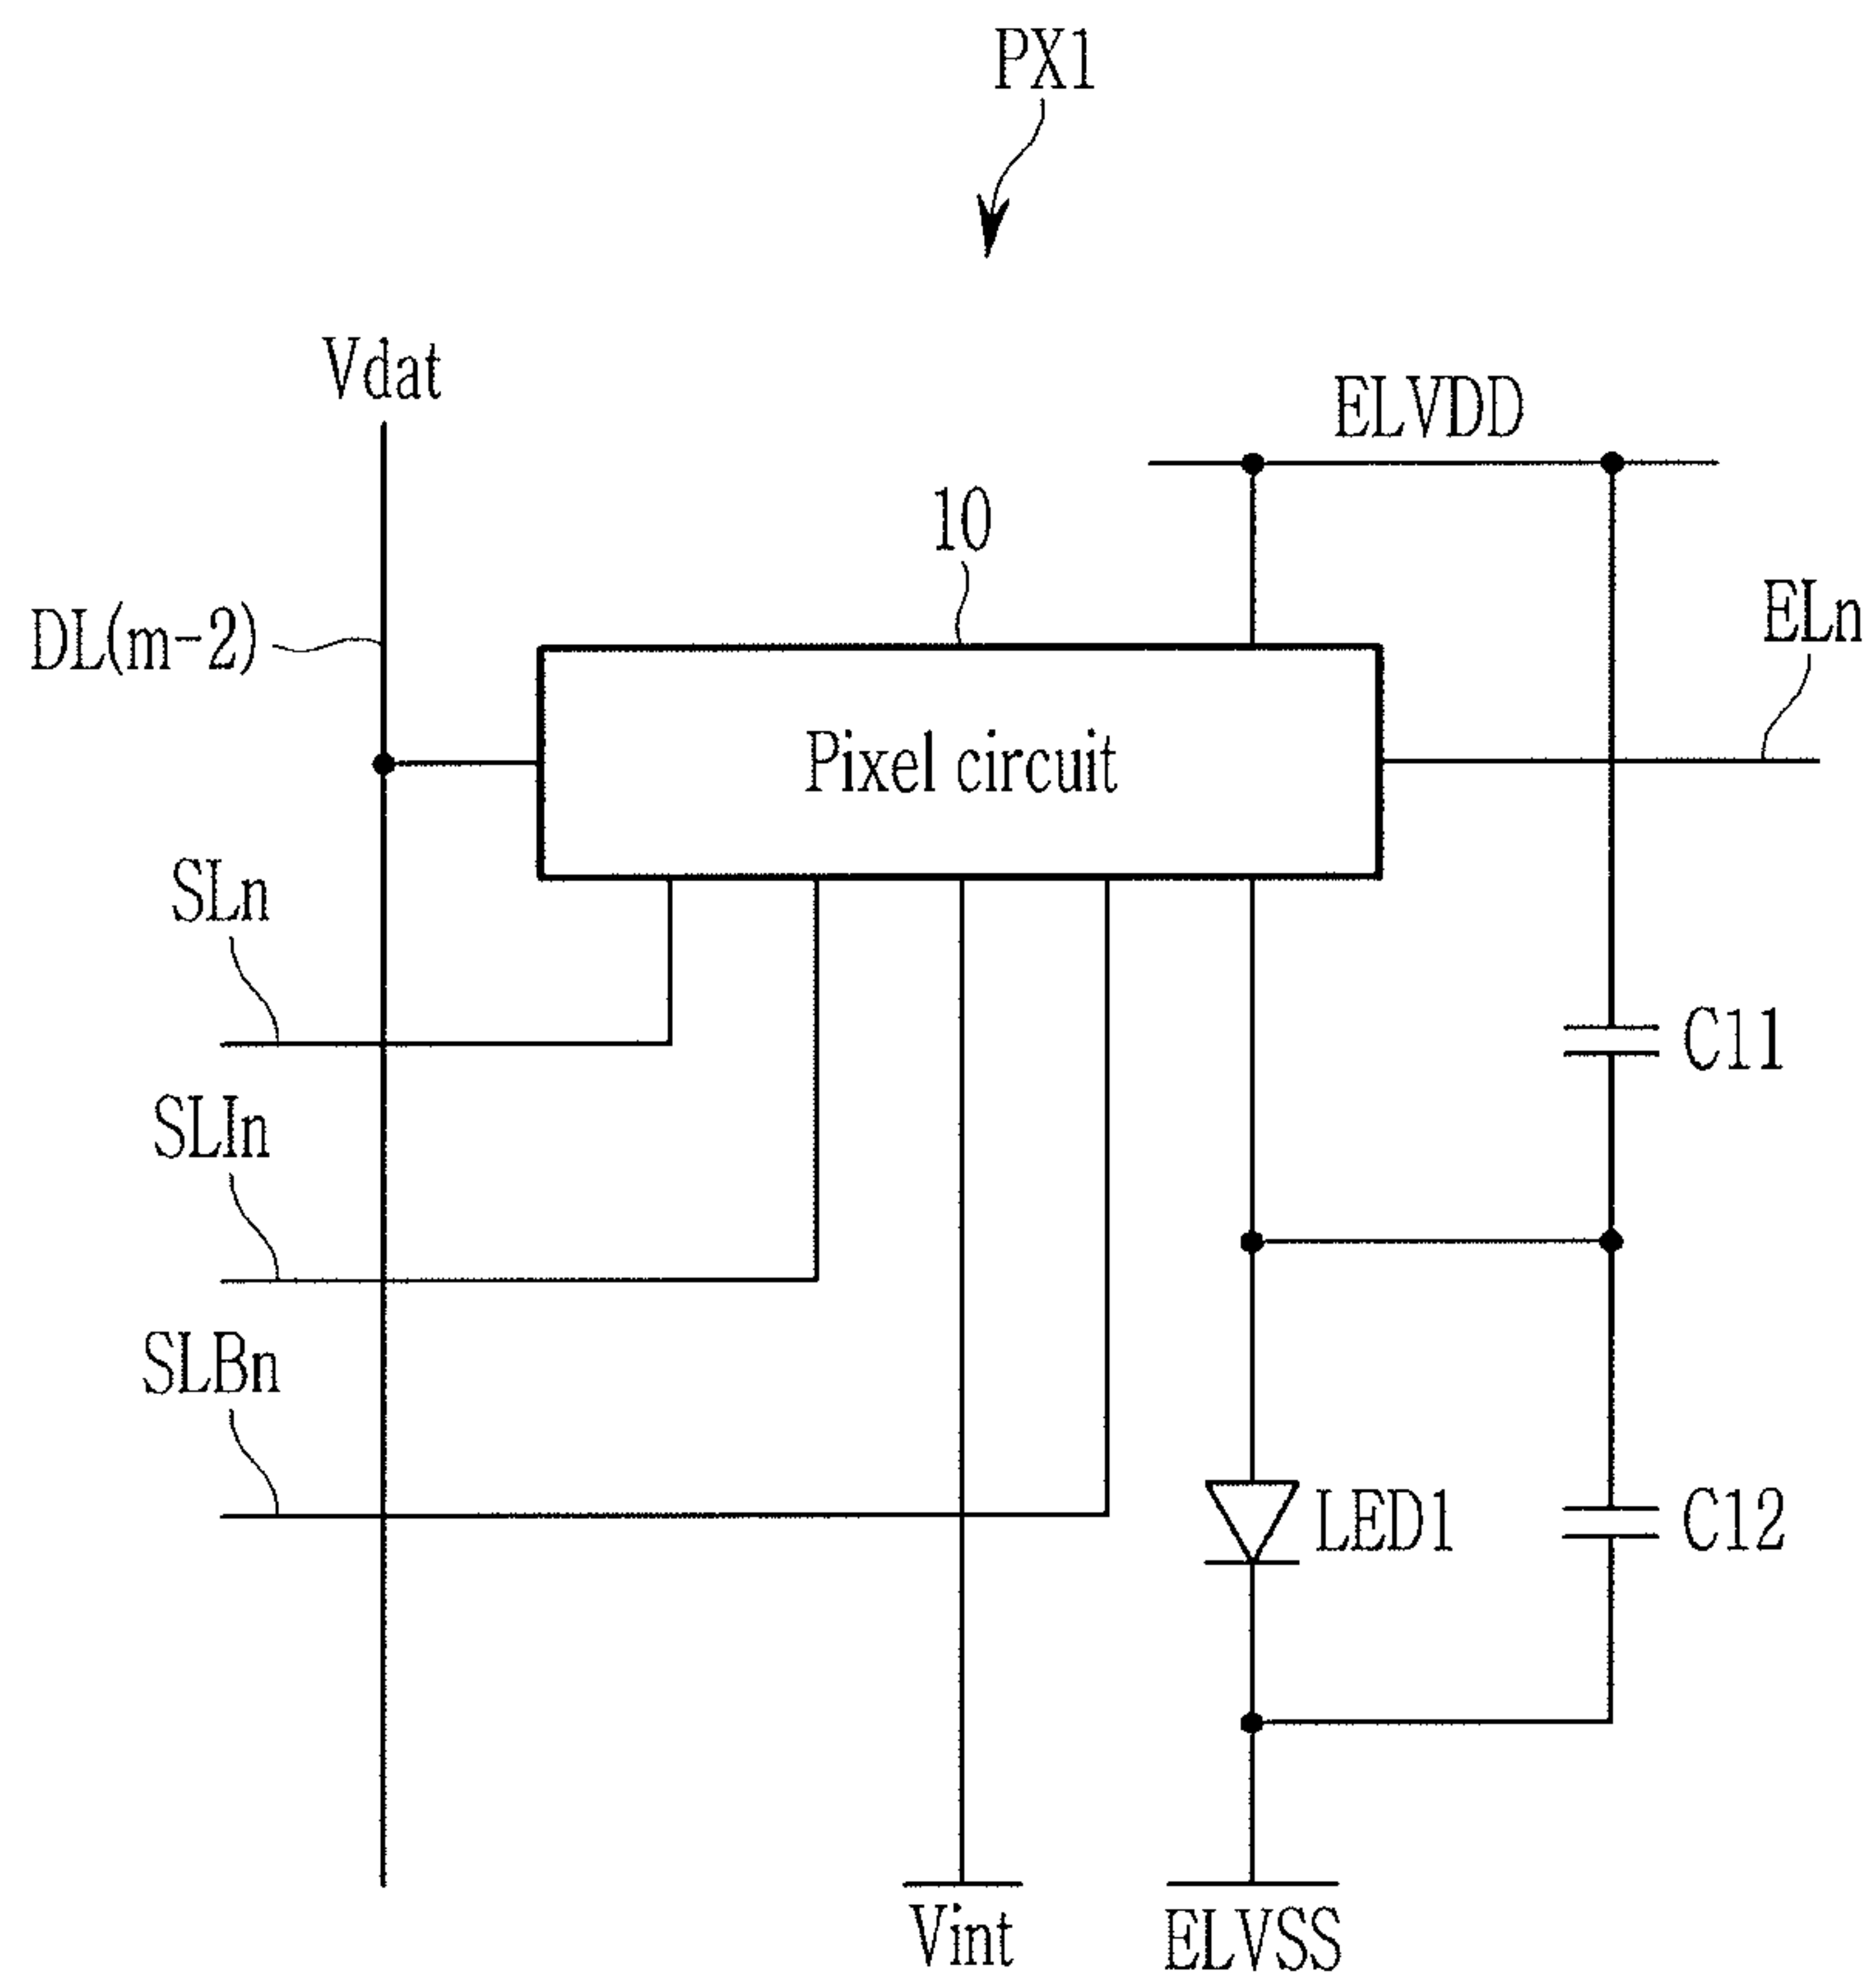 PX1
Vdat
ELVDD
10
DL(m-2)
ELn
Pixel circuit
SLn
C11
SLIn
SLBn
LED1
C12
Vint
ELVSS